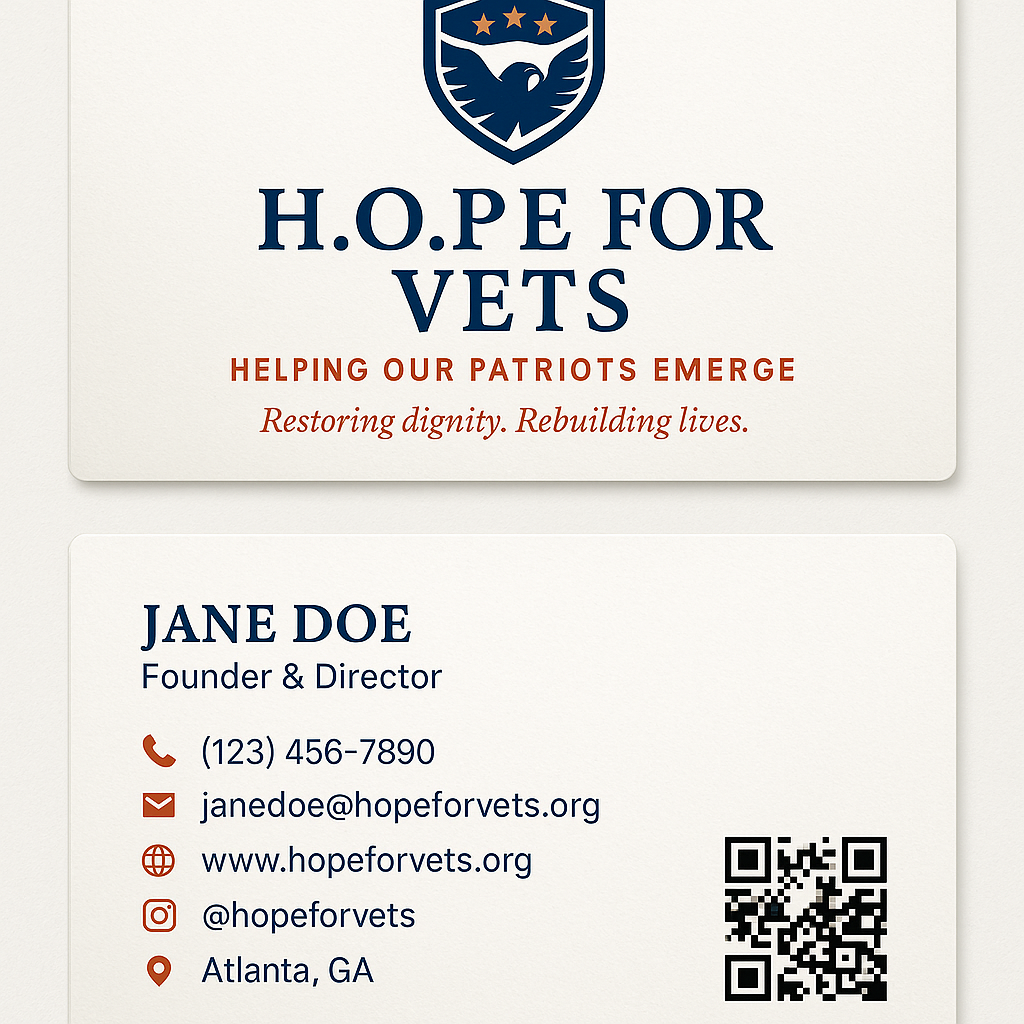 H.O.PE FOR
VETS
HELPING OUR PATRIOTS EMERGE
Restoring dignity. Rebuilding lives.
JANE DOE
Founder & Director
(123) 456-7890
janedoe@hopeforvets.org
www.hopeforvets.org
@hopeforvets
Atlanta, GA